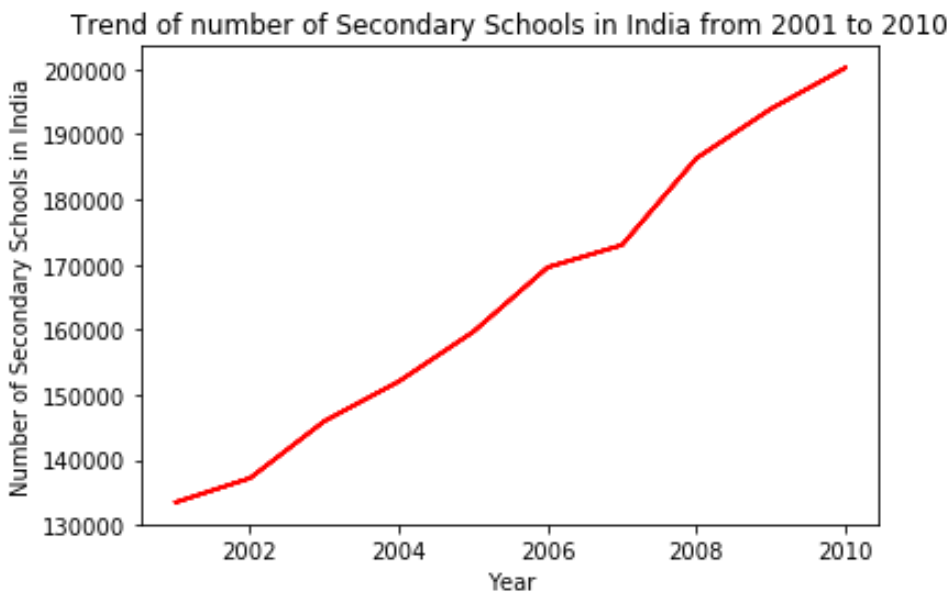 Trend of number of Secondary Schools in India from 2001 to 2010
Number of Secondary Schools in India
200000
190000
180000
170000
160000
150000
140000
130000
2002 2004 2006 2008 2010
Year